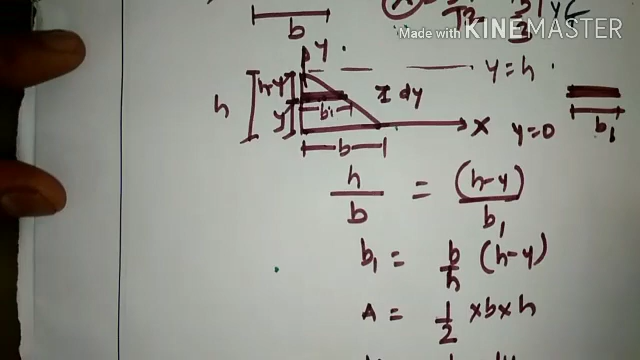 b
Made with KINEMASTER
y
y = h
h-y
h
dy
b₁
y
x
y=0
b₁
b
h/b = (h-y)/b₁
b₁ = b/h (h-y)
A = 1/2 × b × h